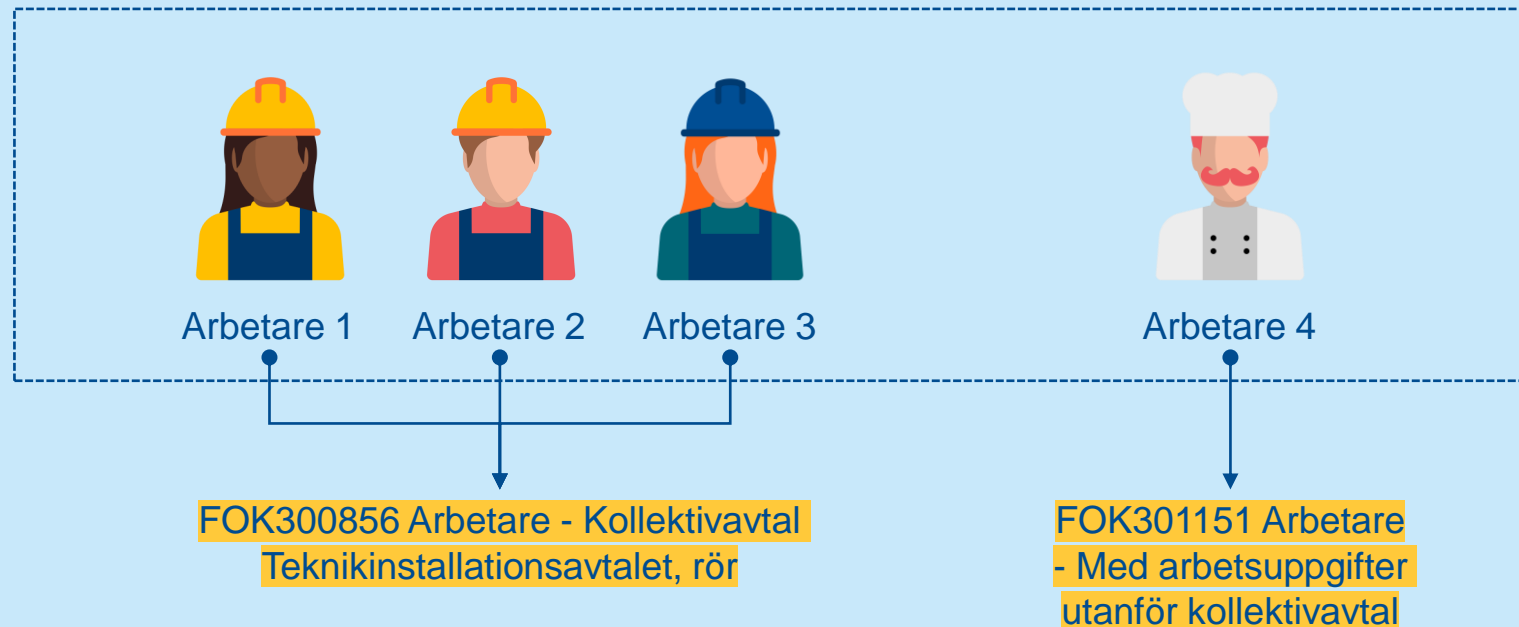 Arbetare 1
Arbetare 2
Arbetare 3
Arbetare 4
FOK300856 Arbetare - Kollektivavtal
Teknikinstallationsavtalet, rör
FOK301151 Arbetare
- Med arbetsuppgifter
utanför kollektivavtal